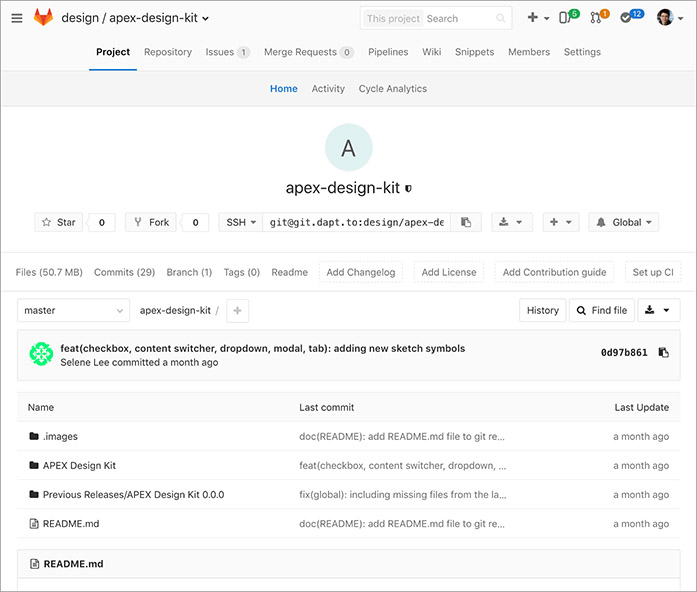 design / apex-design-kit
This project Search
5
1
12
Project Repository Issues 1 Merge Requests 0 Pipelines Wiki Snippets Members Settings
Home Activity Cycle Analytics
A
apex-design-kit
Star 0 Fork 0 SSH git@git.dapt.to:design/apex-de Global
Files (50.7 MB) Commits (29) Branch (1) Tags (0) Readme Add Changelog Add License Add Contribution guide Set up CI
master apex-design-kit / + History Find file
feat(checkbox, content switcher, dropdown, modal, tab): adding new sketch symbols
Selene Lee committed a month ago
0d97b861
Name Last commit Last Update
.images doc(README): add README.md file to git re... a month ago
APEX Design Kit feat(checkbox, content switcher, dropdown, ... a month ago
Previous Releases/APEX Design Kit 0.0.0 fix(global): including missing files from the la... a month ago
README.md doc(README): add README.md file to git re... a month ago
README.md